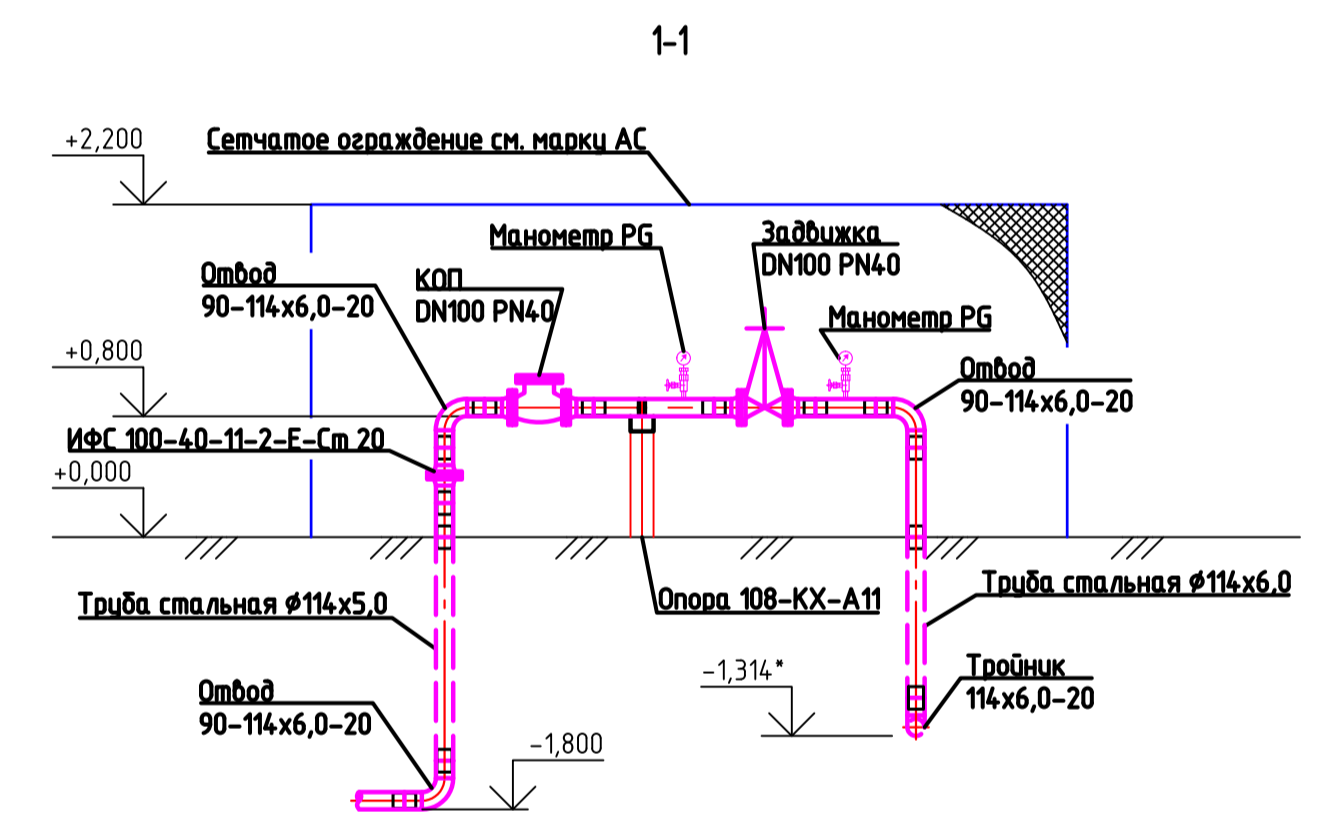 1-1
+2,200
Сетчатое ограждение см. марку АС
Манометр PG
Задвижка
DN100 PN40
Отвод
90-114х6,0-20
КОП
DN100 PN40
Манометр PG
+0,800
Отвод
90-114х6,0-20
ИФС 100-40-11-2-Е-Ст 20
+0,000
Труба стальная ϕ114х5,0
Опора 108-КХ-А11
Труба стальная ϕ114х6,0
-1,314*
Тройник
114х6,0-20
Отвод
90-114х6,0-20
-1,800